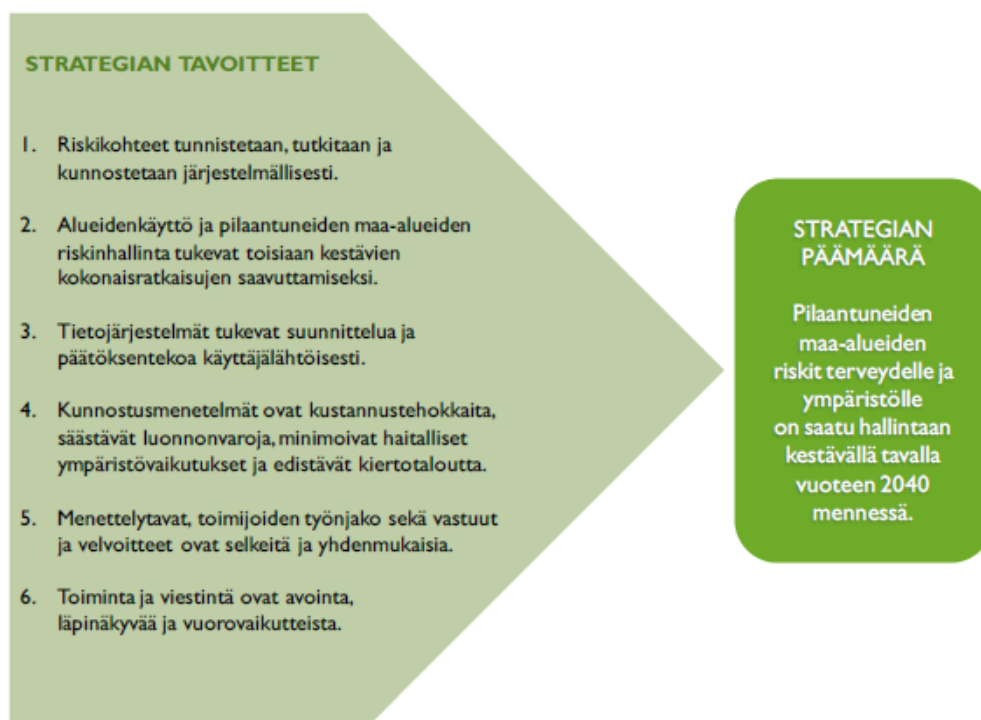 STRATEGIAN TAVOITTEET
1. Riskikohteet tunnistetaan, tutkitaan ja
kunnostetaan järjestelmällisesti.
2. Alueidenkäyttö ja pilaantuneiden maa-alueiden
riskinhallinta tukevat toisiaan kestävien
kokonaisratkaisujen saavuttamiseksi.
3. Tietojärjestelmät tukevat suunnittelua ja
päätöksentekoa käyttäjälähtöisesti.
4. Kunnostusmenetelmät ovat kustannustehokkaita,
säästävät luonnonvaroja, minimoivat haitalliset
ympäristövaikutukset ja edistävät kiertotaloutta.
5. Menettelytavat, toimijoiden työnjako sekä vastuut
ja velvoitteet ovat selkeitä ja yhdenmukaisia.
6. Toiminta ja viestintä ovat avointa,
läpinäkyvää ja vuorovaikutteista.
STRATEGIAN
PÄÄMÄÄRÄ
Pilaantuneiden
maa-alueiden
riskit terveydelle ja
ympäristölle
on saatu hallintaan
kestävällä tavalla
vuoteen 2040
mennessä.